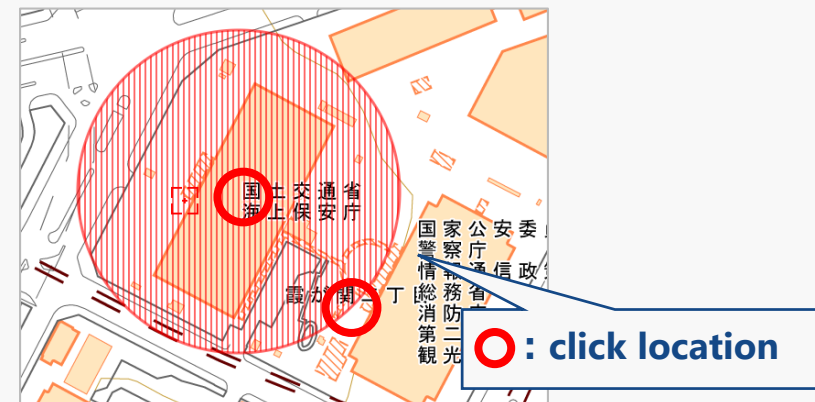 国土交通省
海上保安庁
国家公安委
警察庁
情報通信政
霞が関二丁目
総務省
消防庁
第二
観光
: click location